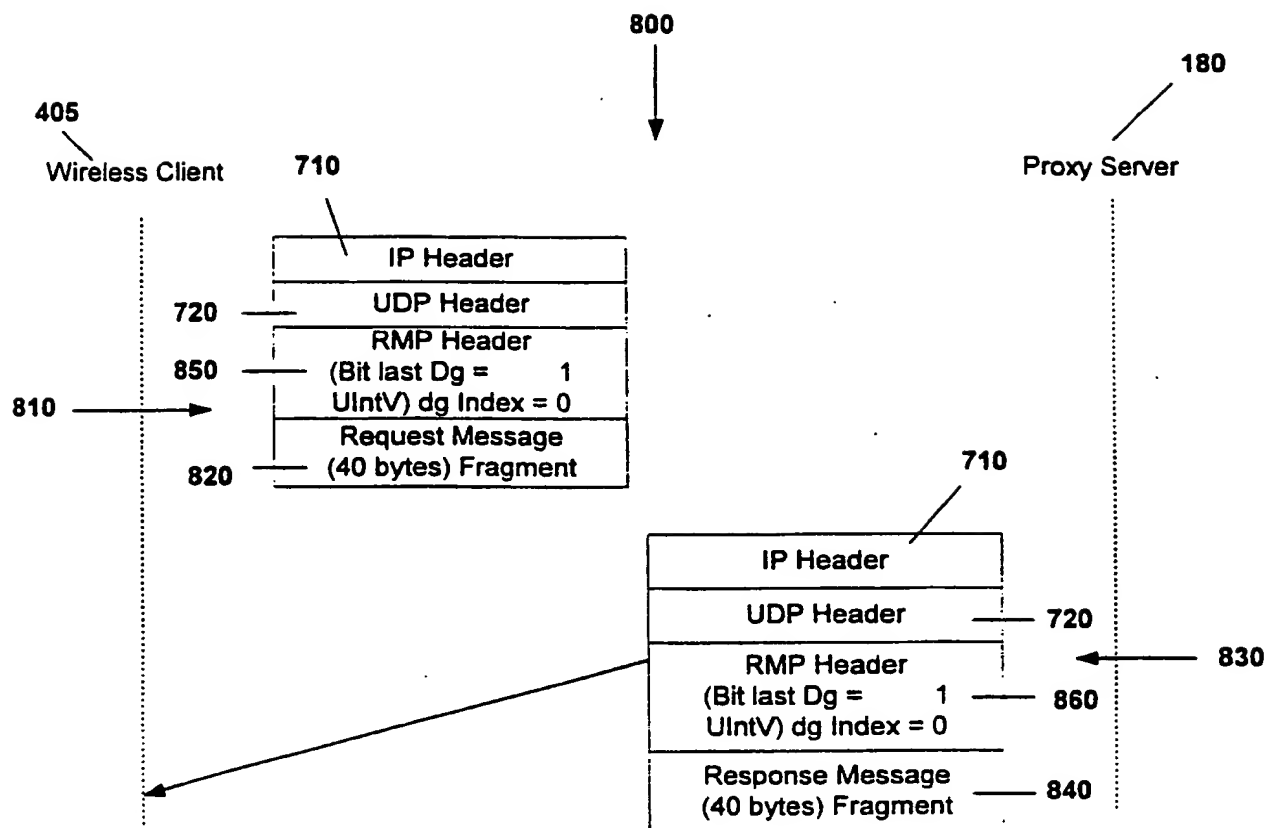 800
180
405
Wireless Client
710
Proxy Server
IP Header
720
UDP Header
RMP Header
850
(Bit last Dg = 1
810
UIntV) dg Index = 0
Request Message
820
(40 bytes) Fragment
710
IP Header
UDP Header
720
RMP Header
830
(Bit last Dg = 1
860
UIntV) dg Index = 0
Response Message
840
(40 bytes) Fragment